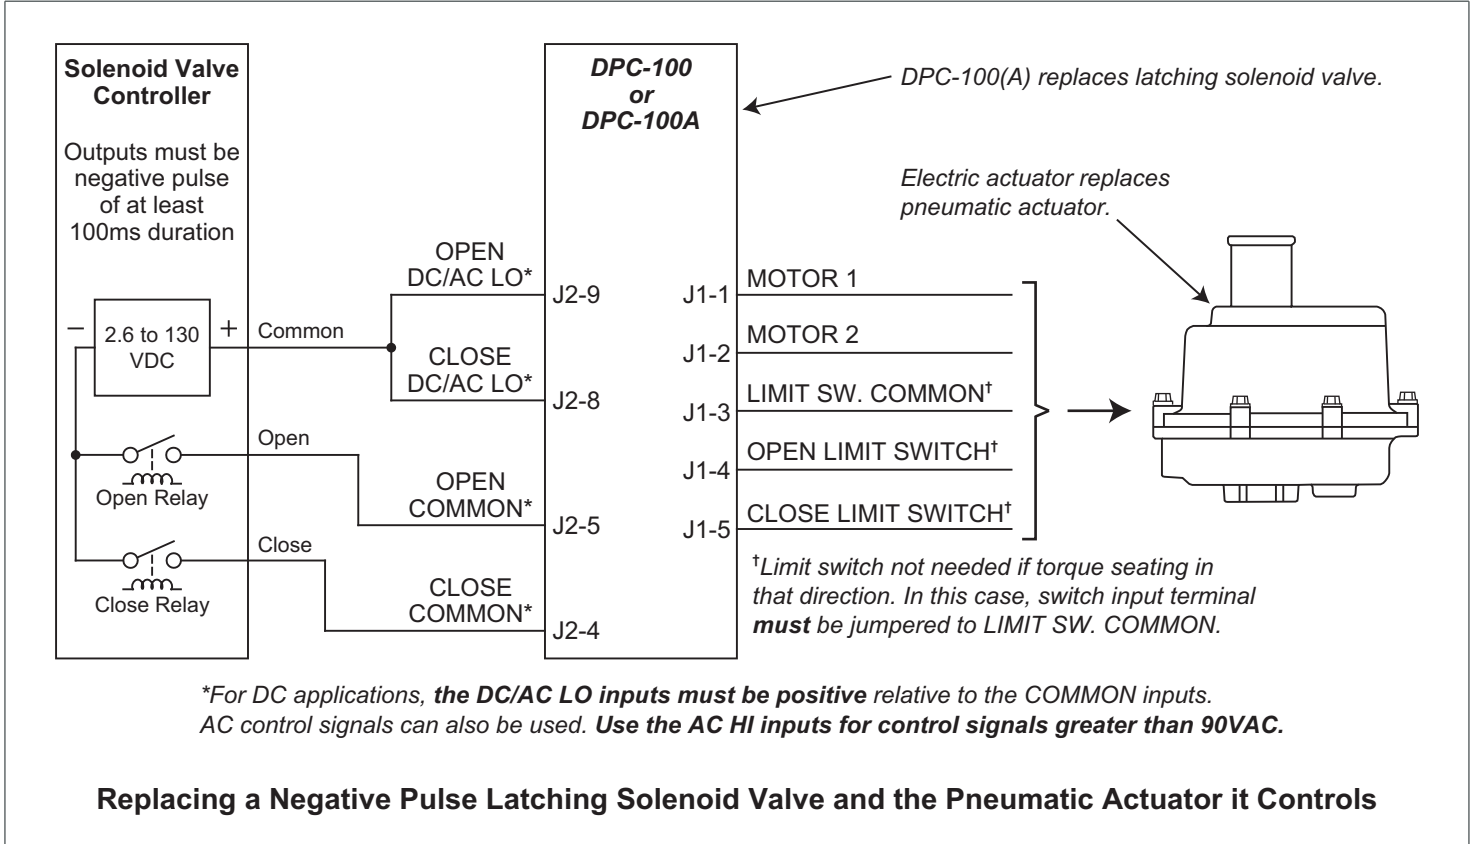 Solenoid Valve
Controller
Outputs must be
negative pulse
of at least
100ms duration
−
2.6 to 130
VDC
+
Common
Open
Open Relay
Close
Close Relay
OPEN
DC/AC LO*
CLOSE
DC/AC LO*
OPEN
COMMON*
CLOSE
COMMON*
DPC-100
or
DPC-100A
J2-9
J2-8
J2-5
J2-4
J1-1
J1-2
J1-3
J1-4
J1-5
MOTOR 1
MOTOR 2
LIMIT SW. COMMON†
OPEN LIMIT SWITCH†
CLOSE LIMIT SWITCH†
DPC-100(A) replaces latching solenoid valve.
Electric actuator replaces
pneumatic actuator.
†Limit switch not needed if torque seating in
that direction. In this case, switch input terminal
must be jumpered to LIMIT SW. COMMON.
*For DC applications, the DC/AC LO inputs must be positive relative to the COMMON inputs.
AC control signals can also be used. Use the AC HI inputs for control signals greater than 90VAC.
Replacing a Negative Pulse Latching Solenoid Valve and the Pneumatic Actuator it Controls